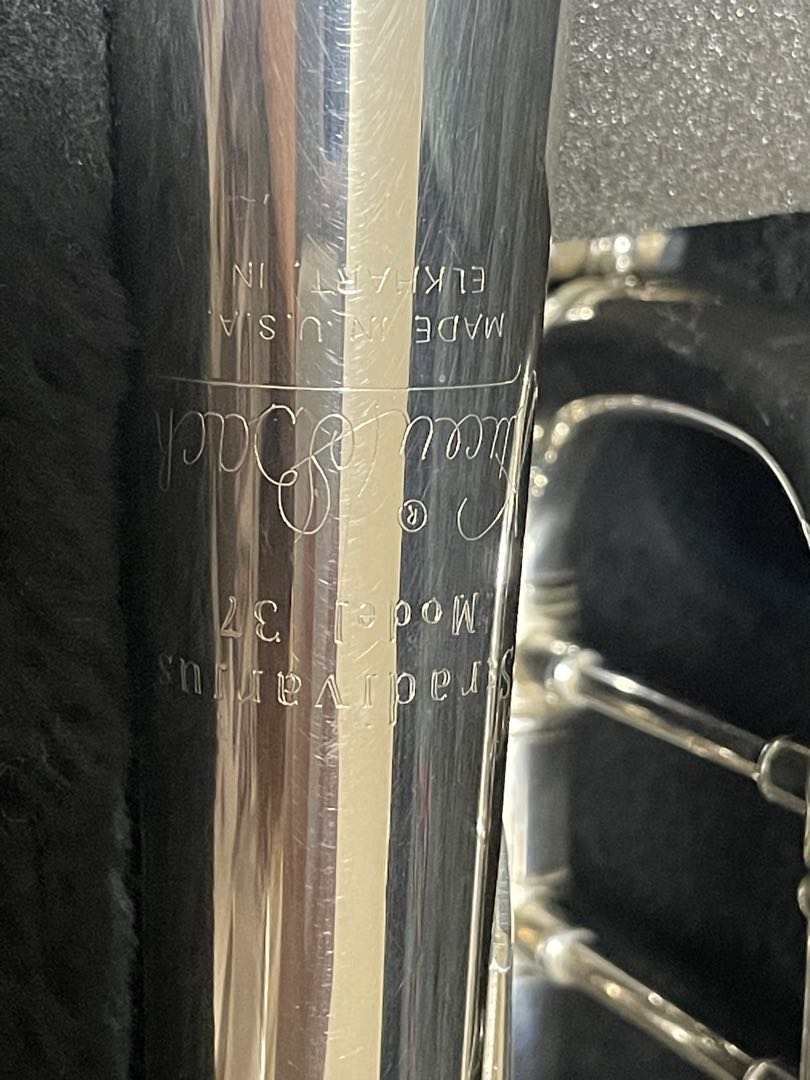 Stradivarius
Model 37
®
Vincent Bach
MADE IN U.S.A.
ELKHART, IN